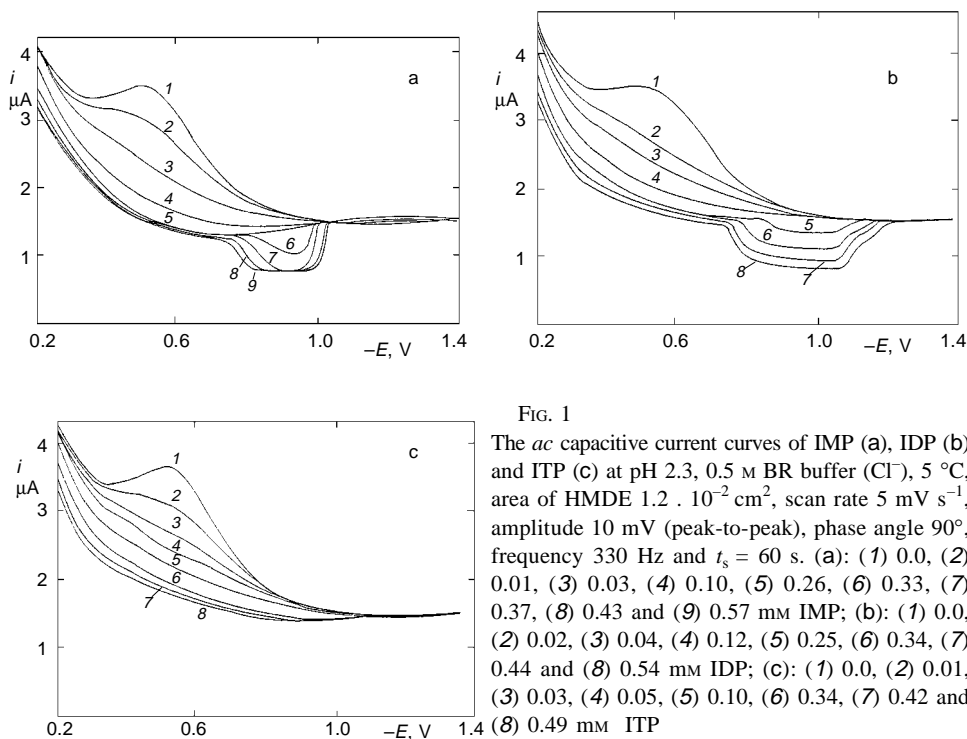 4
i
μA
3
2
1
a
1
2
3
4
5
6
7
8
9
0.2
0.6
1.0
1.4
–E, V
4
i
μA
3
2
1
b
1
2
3
4
5
6
7
8
0.2
0.6
1.0
1.4
–E, V
4
i
μA
3
2
1
c
1
2
3
4
5
6
7
8
0.2
0.6
1.0
1.4
–E, V
FIG. 1
The ac capacitive current curves of IMP (a), IDP (b)
and ITP (c) at pH 2.3, 0.5 M BR buffer (Cl⁻), 5 °C,
area of HMDE 1.2 . 10⁻² cm², scan rate 5 mV s⁻¹,
amplitude 10 mV (peak-to-peak), phase angle 90°,
frequency 330 Hz and tₛ = 60 s. (a): (1) 0.0, (2)
0.01, (3) 0.03, (4) 0.10, (5) 0.26, (6) 0.33, (7)
0.37, (8) 0.43 and (9) 0.57 mM IMP; (b): (1) 0.0,
(2) 0.02, (3) 0.04, (4) 0.12, (5) 0.25, (6) 0.34, (7)
0.44 and (8) 0.54 mM IDP; (c): (1) 0.0, (2) 0.01,
(3) 0.03, (4) 0.05, (5) 0.10, (6) 0.34, (7) 0.42 and
(8) 0.49 mM ITP